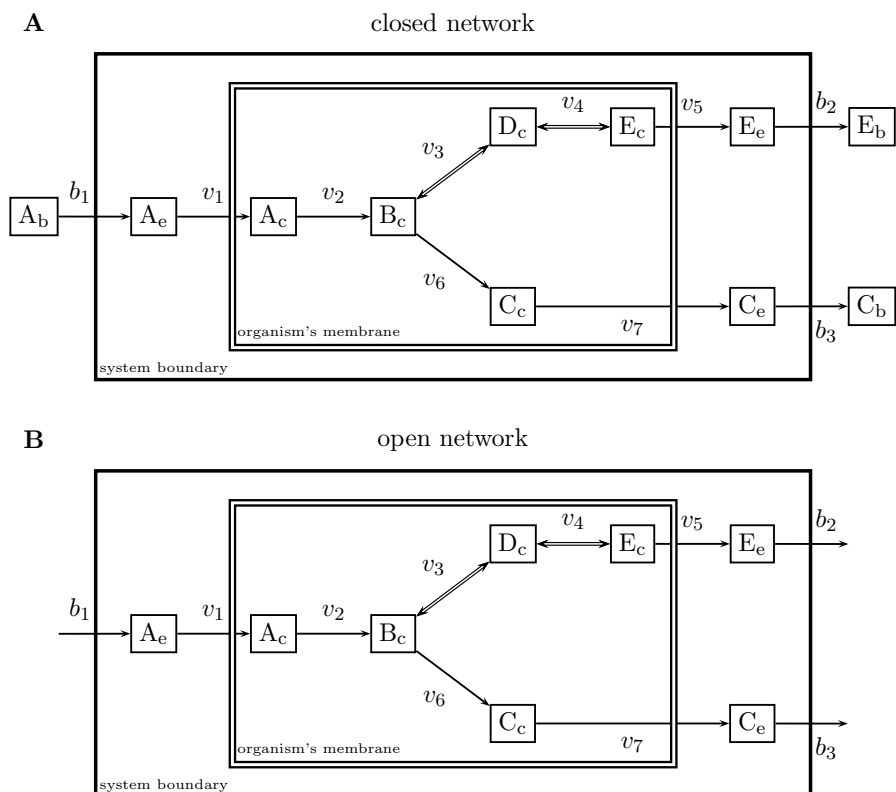 A closed network
D_c v_4 E_c v_5 E_e b_2 E_b
v_3
A_b b_1 A_e v_1 A_c v_2 B_c
v_6
C_c v_7 C_e b_3 C_b
organism's membrane
system boundary
B open network
D_c v_4 E_c v_5 E_e b_2
v_3
b_1 A_e v_1 A_c v_2 B_c
v_6
C_c v_7 C_e b_3
organism's membrane
system boundary